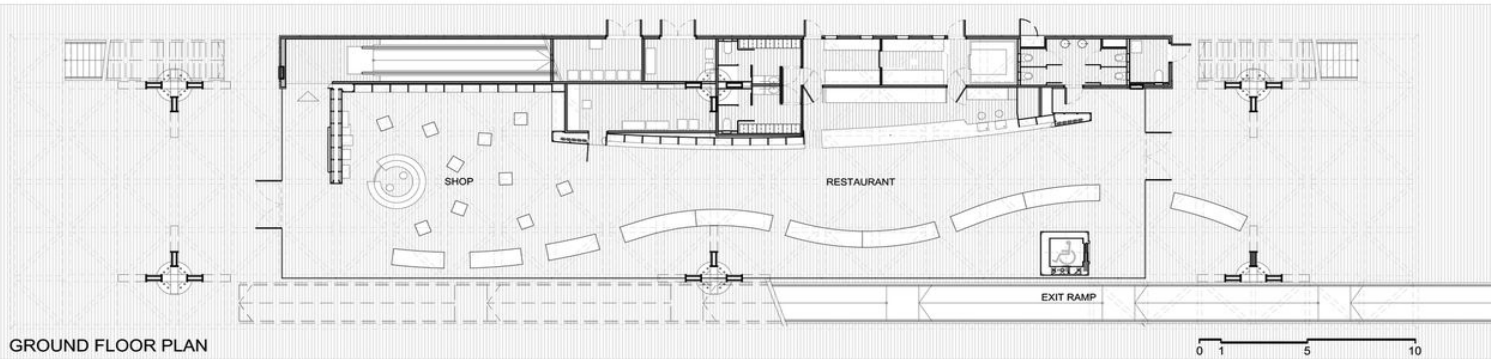 SHOP
RESTAURANT
EXIT RAMP
GROUND FLOOR PLAN
0 1 5 10